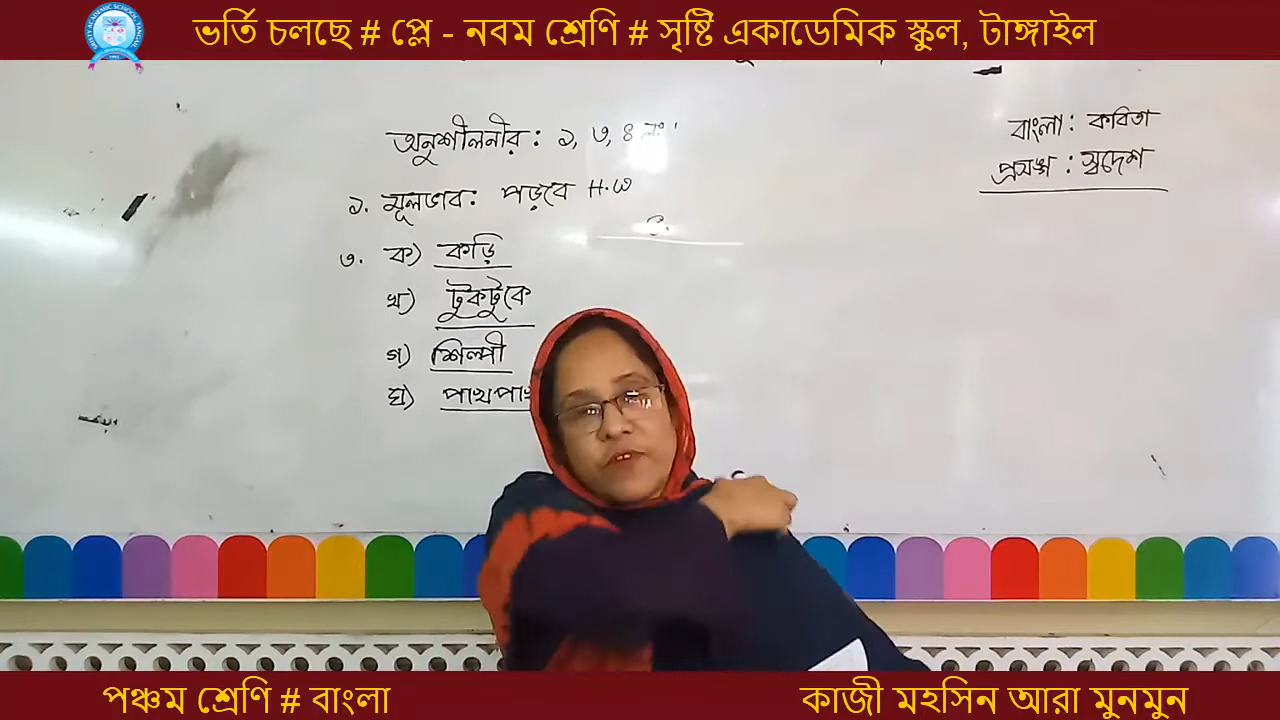 ভর্তি চলছে # প্লে - নবম শ্রেণি # সৃষ্টি একাডেমিক স্কুল, টাঙ্গাইল
বাংলা : কবিতা
প্রসঙ্গ : স্বদেশ
অনুশীলনীর : ১, ৩, ৪ নং
১. মূলভাব : পড়বে H.W
৩. ক) কড়ি
খ) টুকটুকে
গ) শিল্পী
ঘ)
পঞ্চম শ্রেণি # বাংলা
কাজী মহসিন আরা মুনমুন